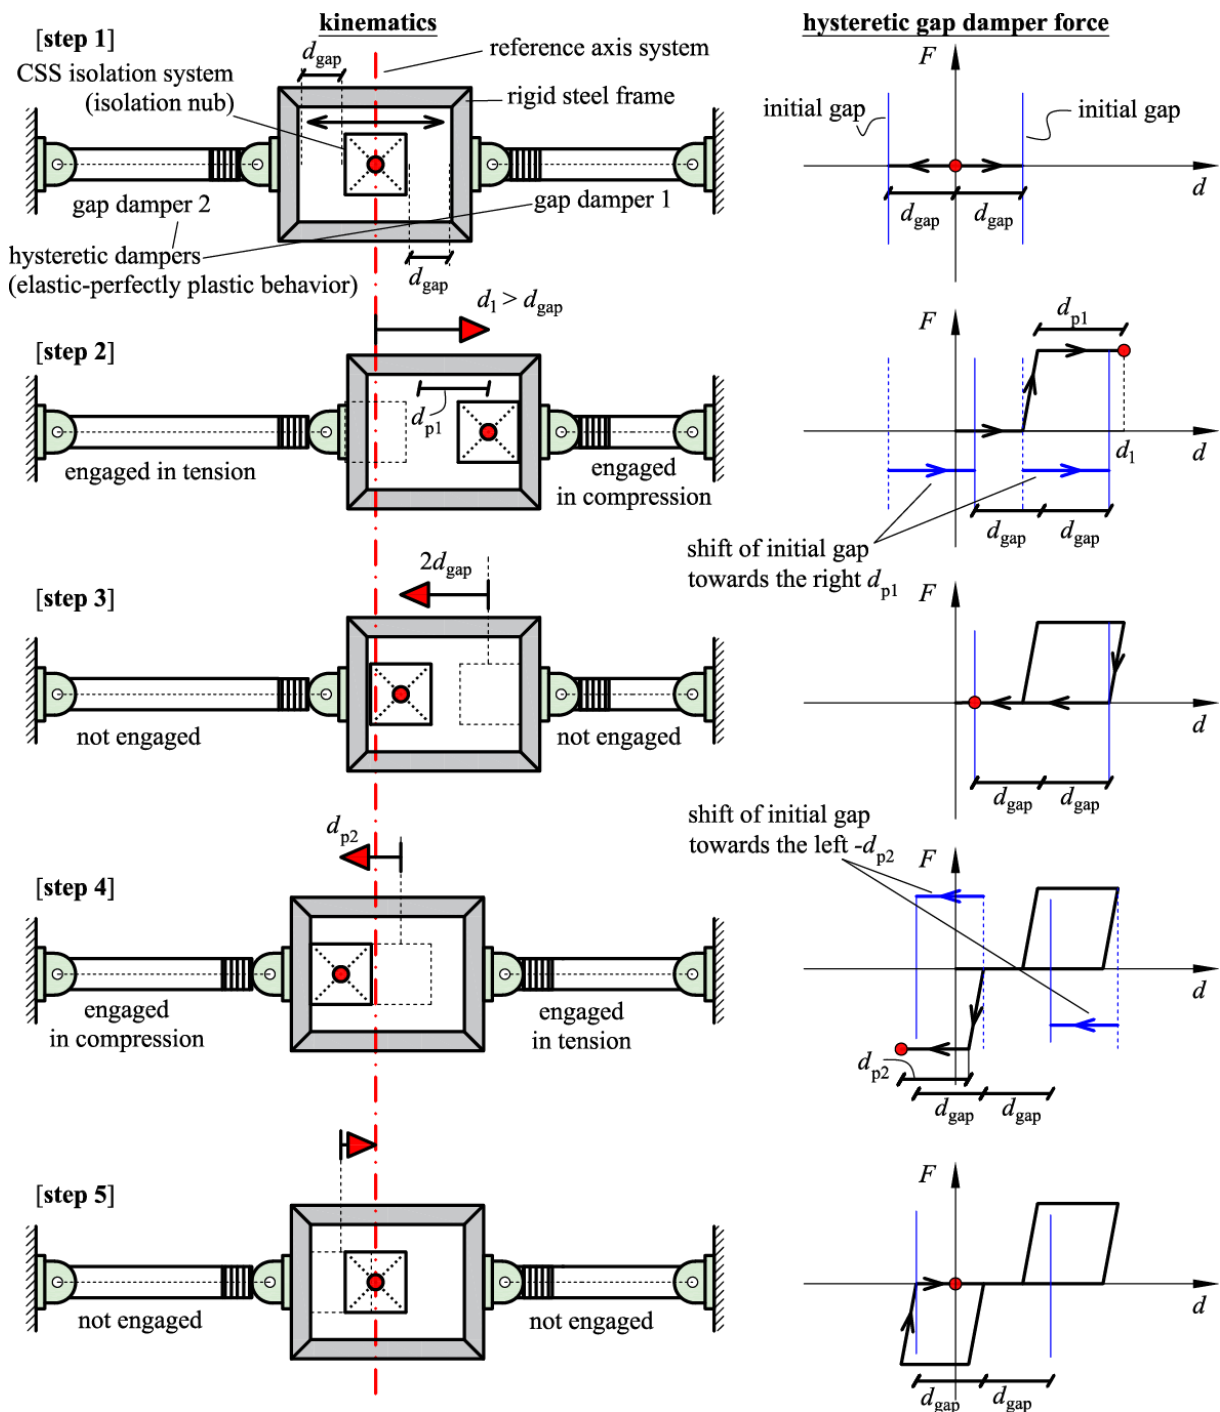 kinematics
hysteretic gap damper force
[step 1]
d_gap
reference axis system
CSS isolation system
(isolation nub)
rigid steel frame
gap damper 2
gap damper 1
hysteretic dampers
(elastic-perfectly plastic behavior)
d_gap
F
initial gap
initial gap
d
d_gap
d_gap
[step 2]
d_1 > d_gap
d_p1
engaged in tension
engaged
in compression
F
d_p1
d_1
d
d_gap
d_gap
shift of initial gap
towards the right d_p1
[step 3]
2d_gap
not engaged
not engaged
F
d
d_gap
d_gap
[step 4]
d_p2
engaged
in compression
engaged
in tension
shift of initial gap
towards the left -d_p2
F
d
d_p2
d_gap
d_gap
[step 5]
not engaged
not engaged
F
d
d_gap
d_gap